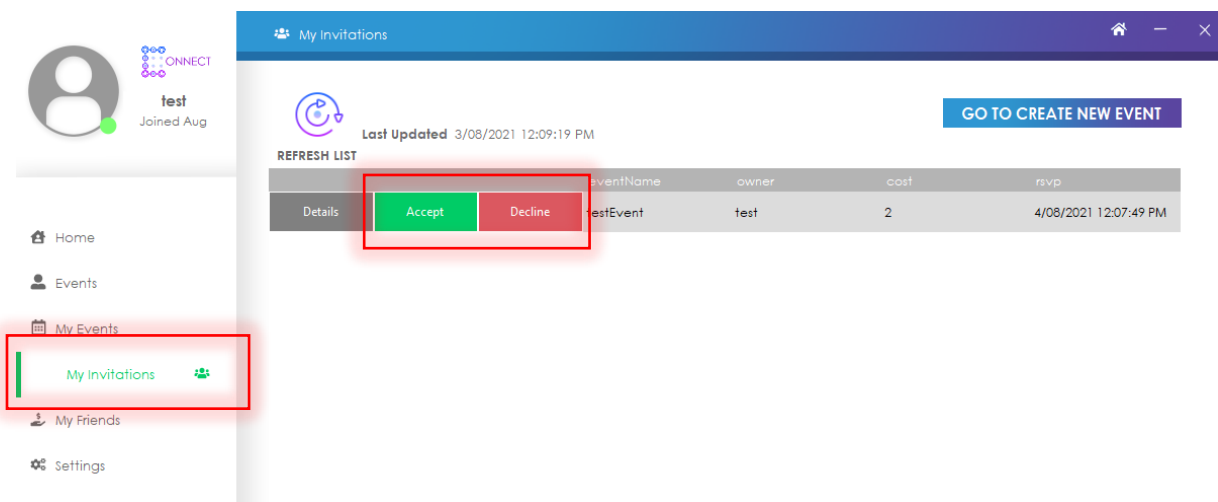 ONNECT
test
Joined Aug
Home
Events
My Events
My Invitations
My Friends
Settings
My Invitations
GO TO CREATE NEW EVENT
Last Updated 3/08/2021 12:09:19 PM
REFRESH LIST
eventName owner cost rsvp
Details Accept Decline testEvent test 2 4/08/2021 12:07:49 PM